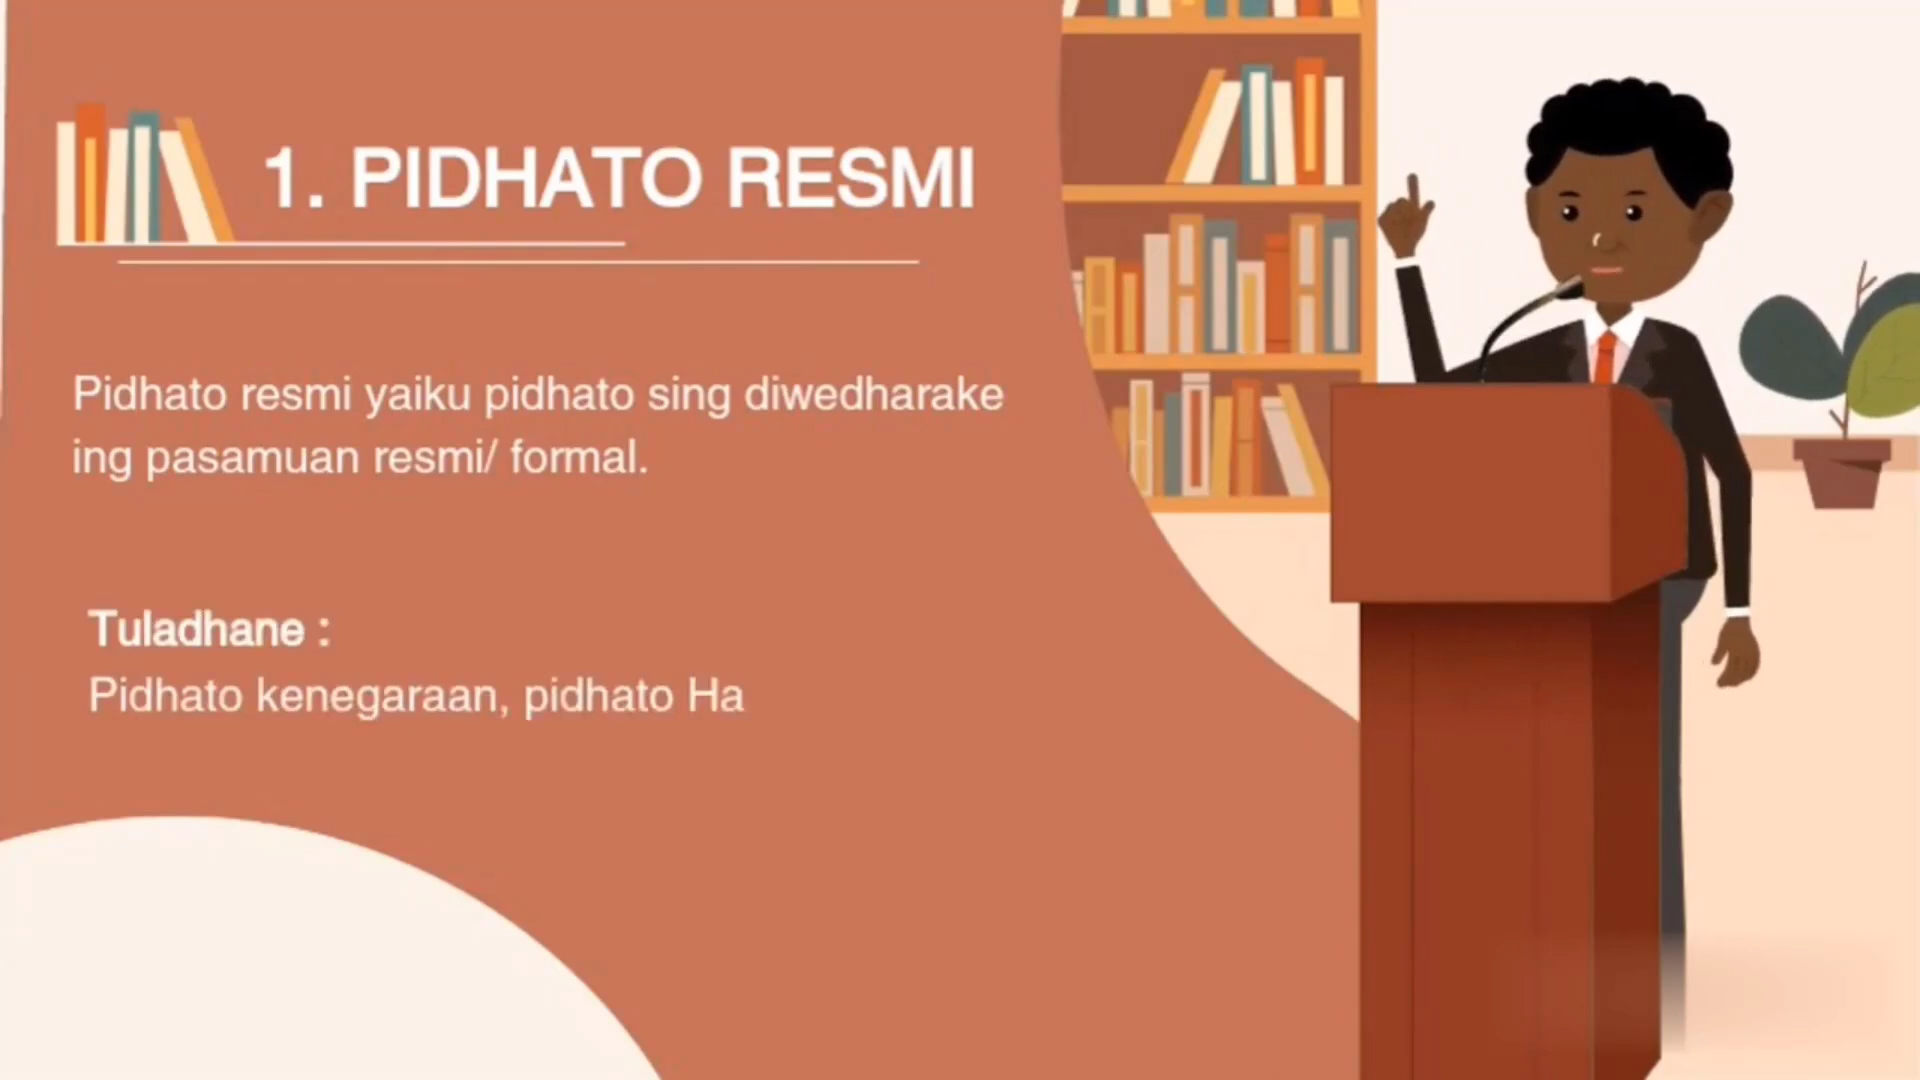 1. PIDHATO RESMI
Pidhato resmi yaiku pidhato sing diwedharake
ing pasamuan resmi/ formal.
Tuladhane :
Pidhato kenegaraan, pidhato Ha